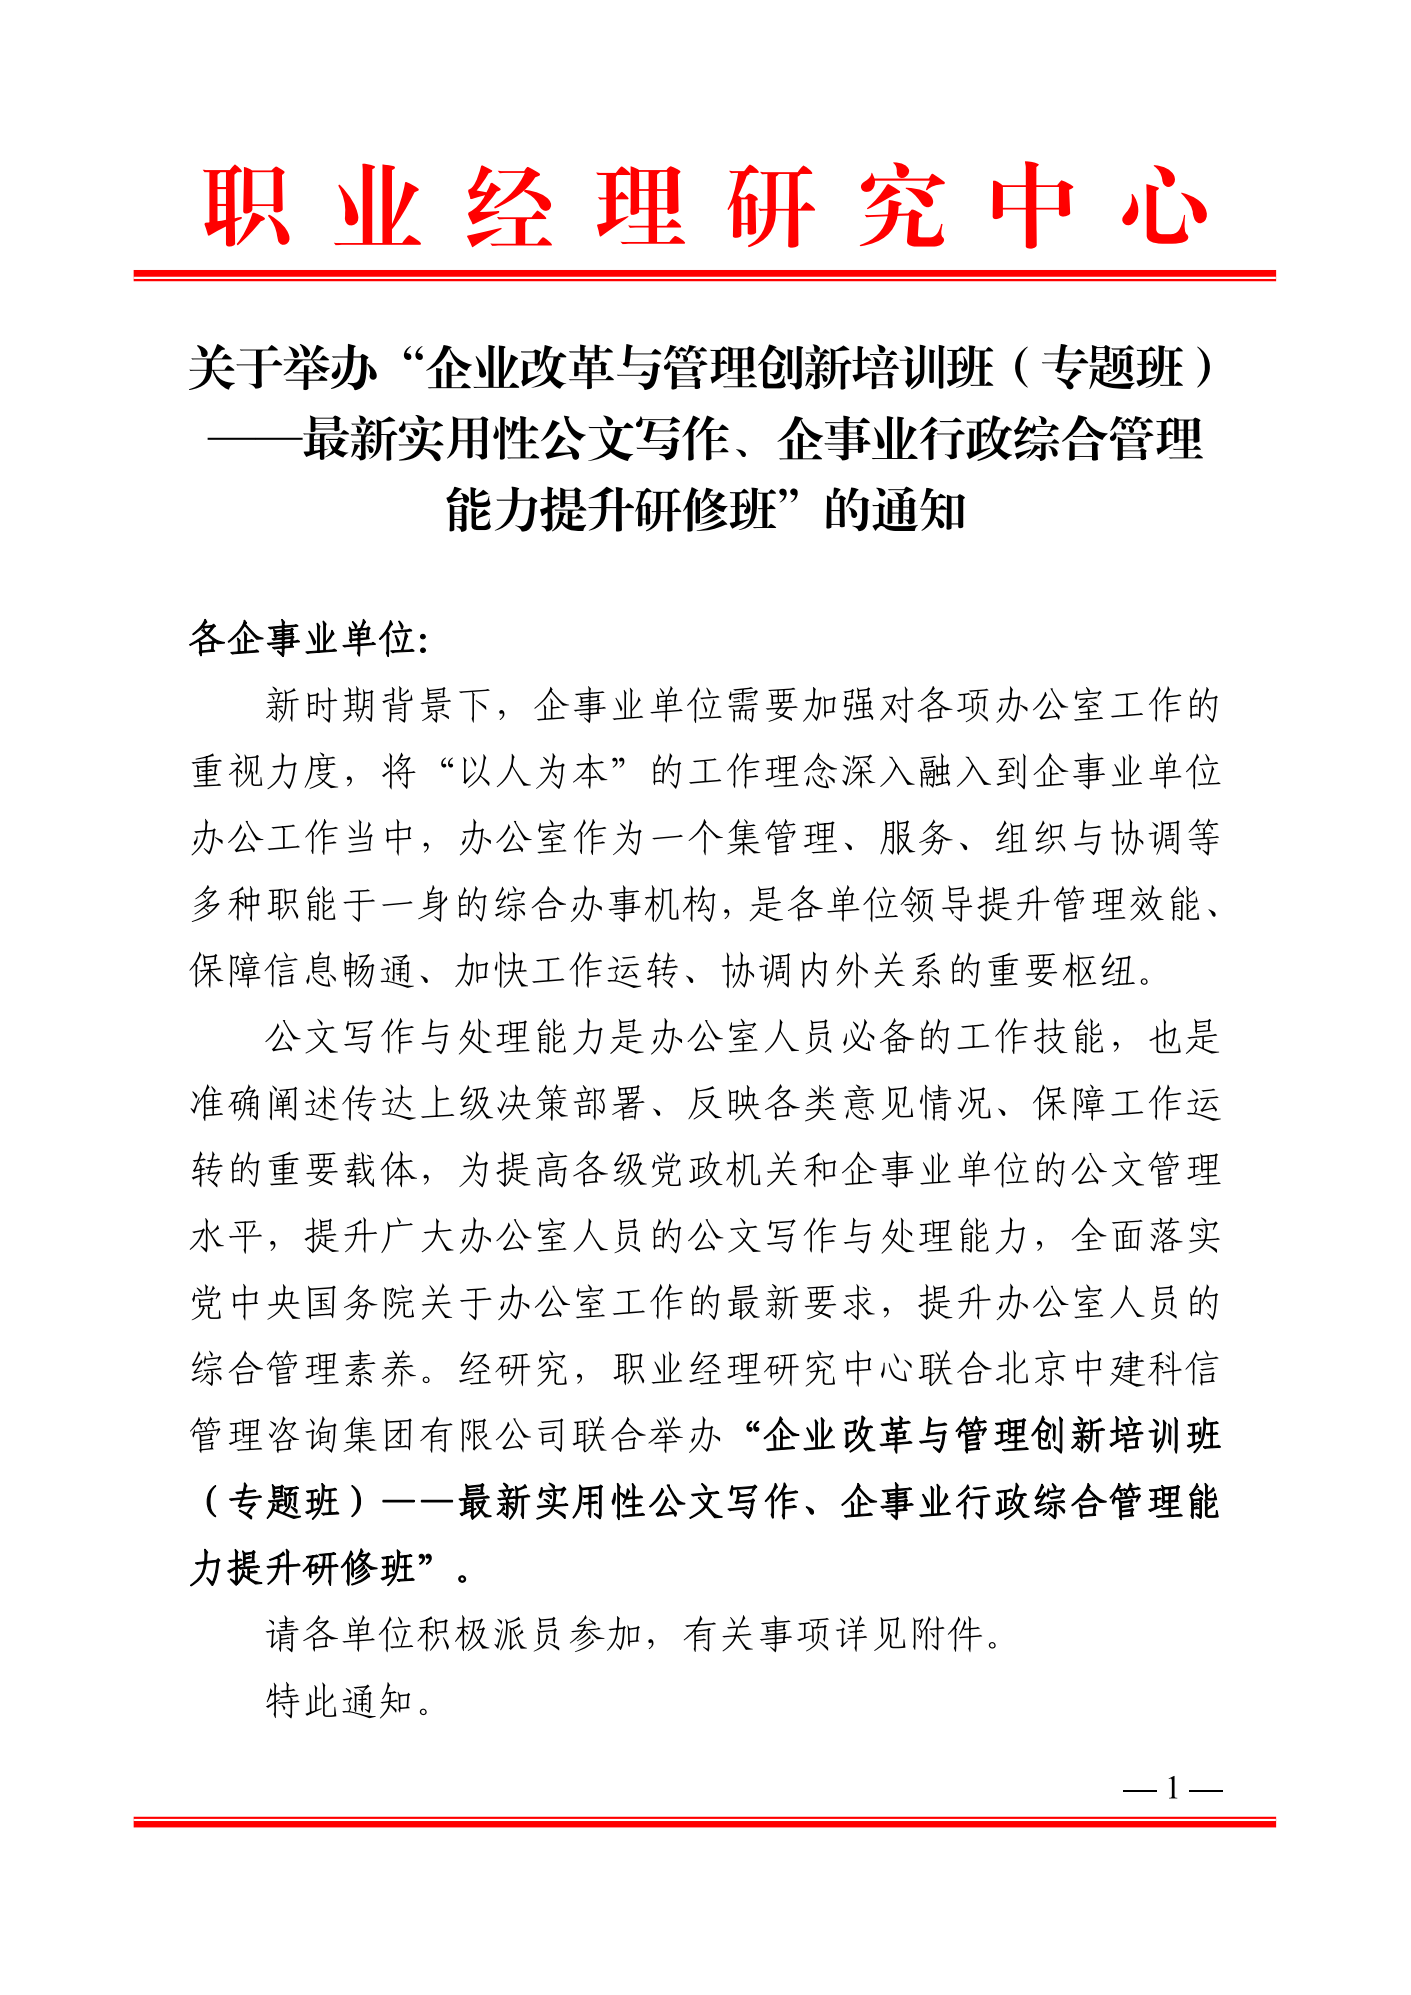 职业经理研究中心
关于举办“企业改革与管理创新培训班（专题班）
——最新实用性公文写作、企事业行政综合管理
能力提升研修班”的通知
各企事业单位：
新时期背景下，企事业单位需要加强对各项办公室工作的
重视力度，将“以人为本”的工作理念深入融入到企事业单位
办公工作当中，办公室作为一个集管理、服务、组织与协调等
多种职能于一身的综合办事机构，是各单位领导提升管理效能、
保障信息畅通、加快工作运转、协调内外关系的重要枢纽。
公文写作与处理能力是办公室人员必备的工作技能，也是
准确阐述传达上级决策部署、反映各类意见情况、保障工作运
转的重要载体，为提高各级党政机关和企事业单位的公文管理
水平，提升广大办公室人员的公文写作与处理能力，全面落实
党中央国务院关于办公室工作的最新要求，提升办公室人员的
综合管理素养。经研究，职业经理研究中心联合北京中建科信
管理咨询集团有限公司联合举办“企业改革与管理创新培训班
（专题班）——最新实用性公文写作、企事业行政综合管理能
力提升研修班”。
请各单位积极派员参加，有关事项详见附件。
特此通知。
— 1 —